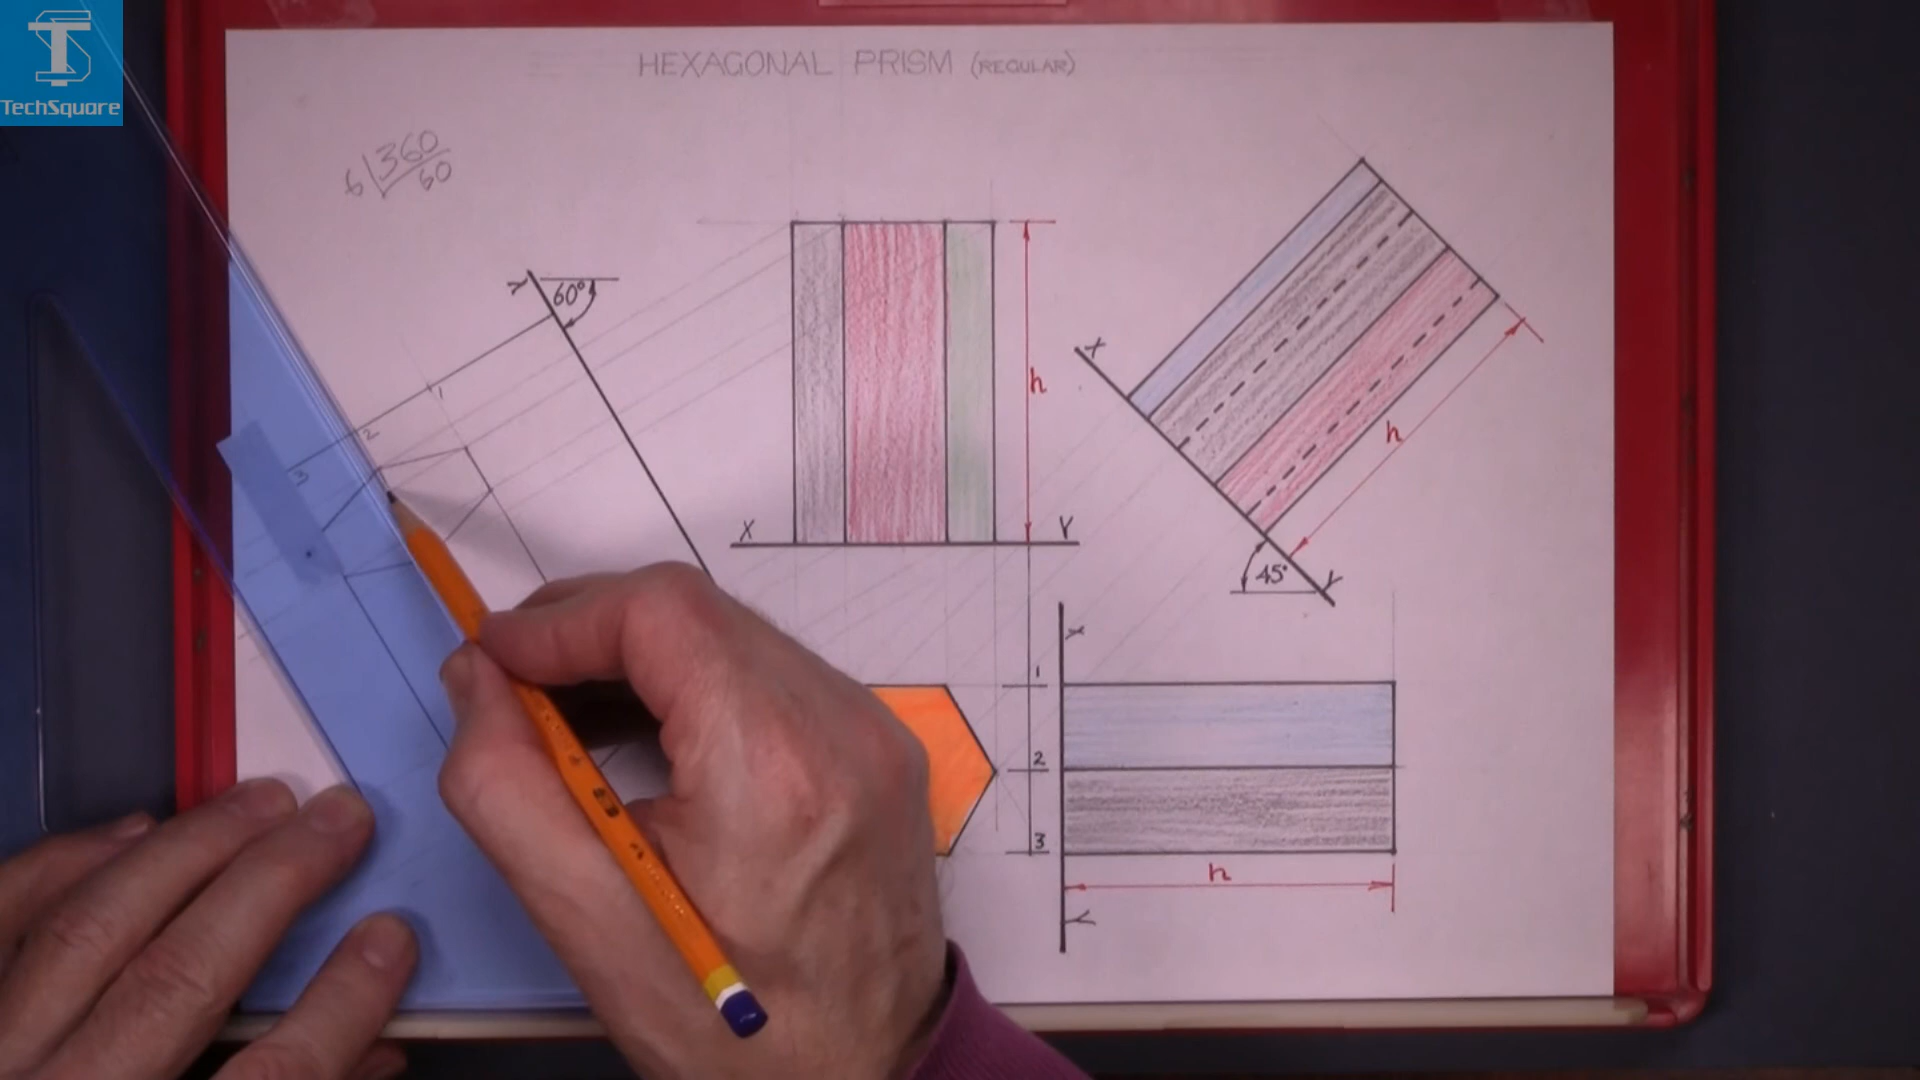 TechSquare
HEXAGONAL PRISM (REGULAR)
6 360
60
Y
60°
1
2
3
h
X
Y
X
h
45°
Y
X
1
2
3
h
Y